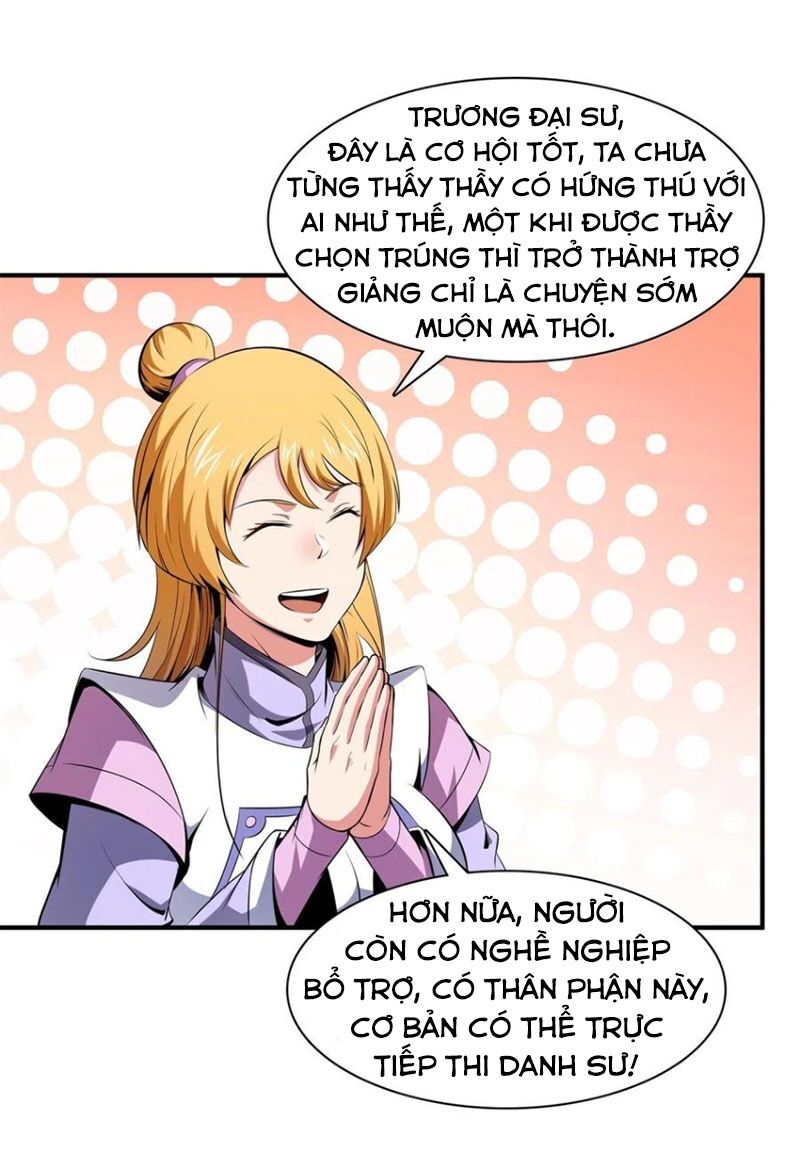 TRƯƠNG ĐẠI SƯ,
ĐÂY LÀ CƠ HỘI TỐT, TA CHƯA
TỪNG THẤY THẦY CÓ HỨNG THÚ VỚI
AI NHƯ THẾ, MỘT KHI ĐƯỢC THẦY
CHỌN TRÚNG THÌ TRỞ THÀNH TRỢ
GIẢNG CHỈ LÀ CHUYỆN SỚM
MUỘN MÀ THÔI.
HƠN NỮA, NGƯỜI
CÒN CÓ NGHỀ NGHIỆP
BỔ TRỢ, CÓ THÂN PHẬN NÀY,
CƠ BẢN CÓ THỂ TRỰC
TIẾP THI DANH SƯ!